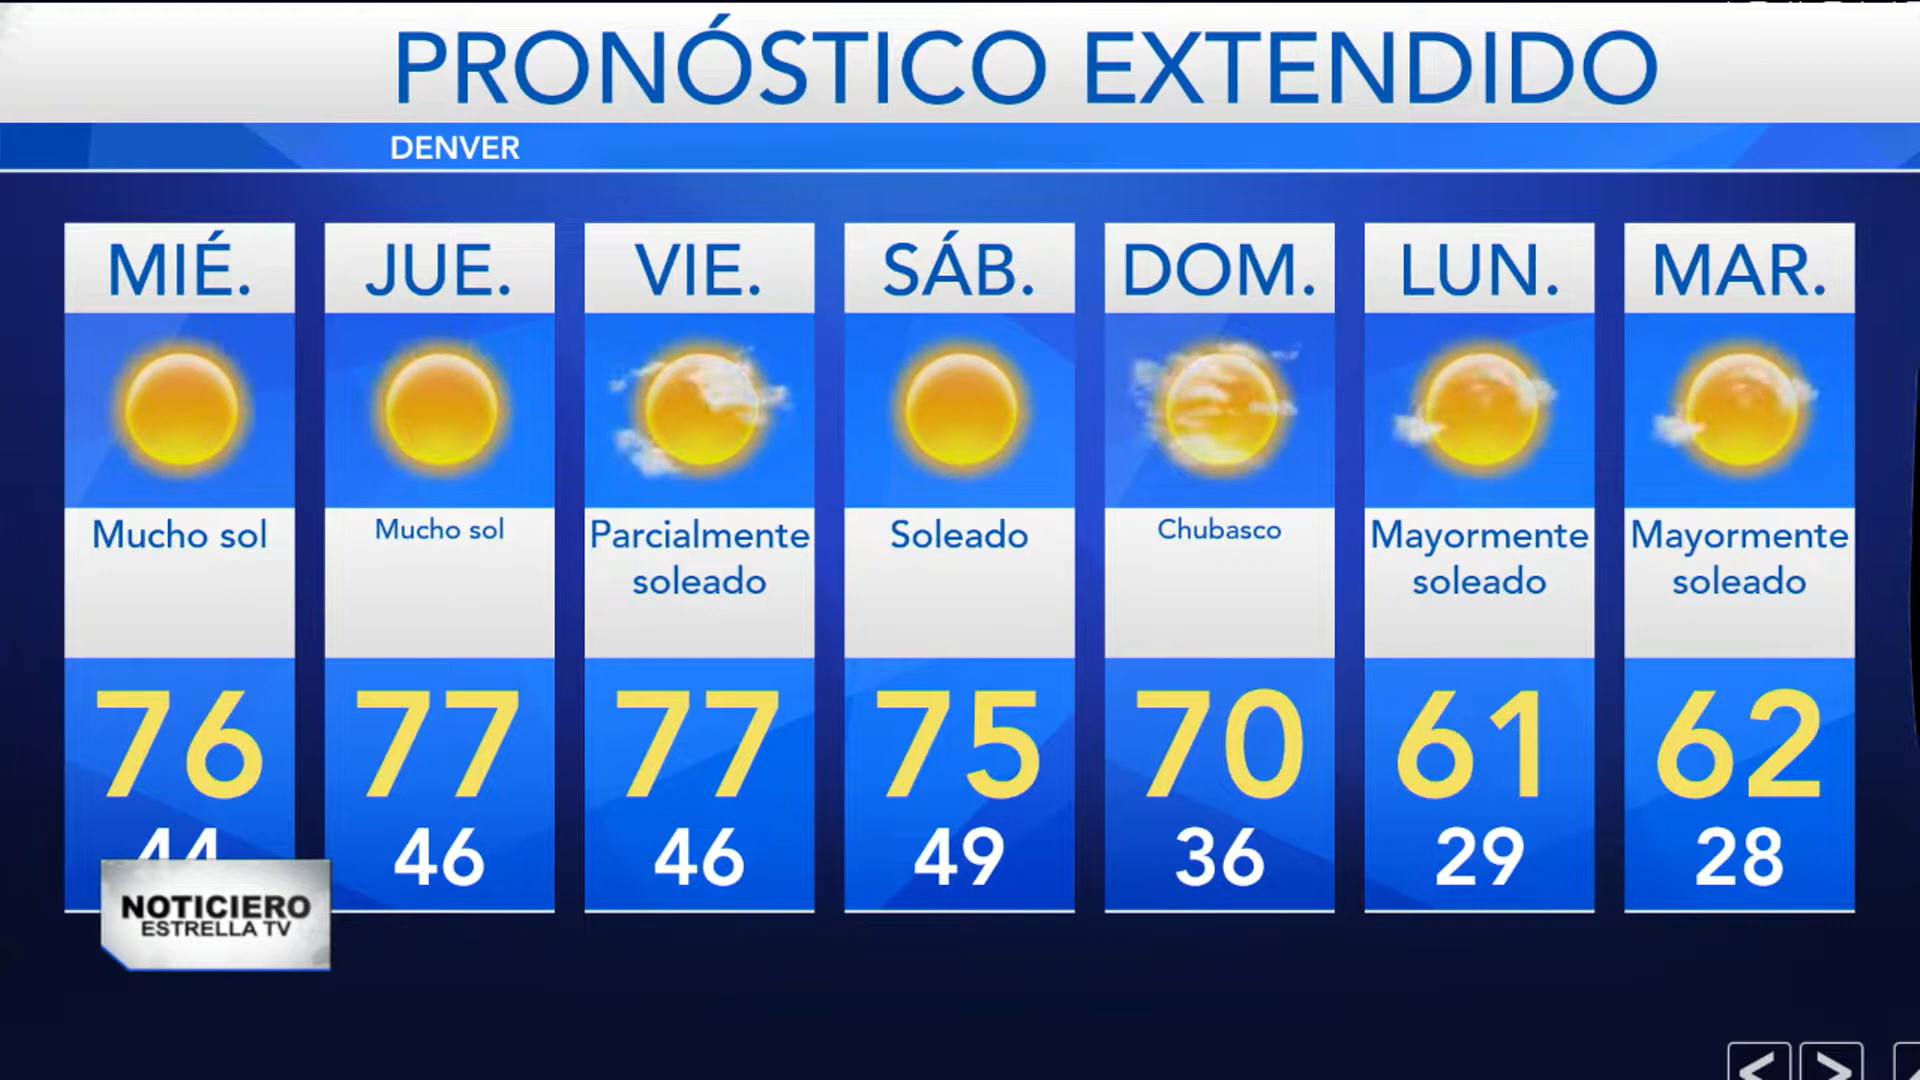 PRONÓSTICO EXTENDIDO
DENVER
MIÉ. JUE. VIE. SÁB. DOM. LUN. MAR.
Mucho sol Mucho sol Parcialmente soleado Soleado Chubasco Mayormente soleado Mayormente soleado
76 77 77 75 70 61 62
44 46 46 49 36 29 28
NOTICIERO
ESTRELLA TV
< >